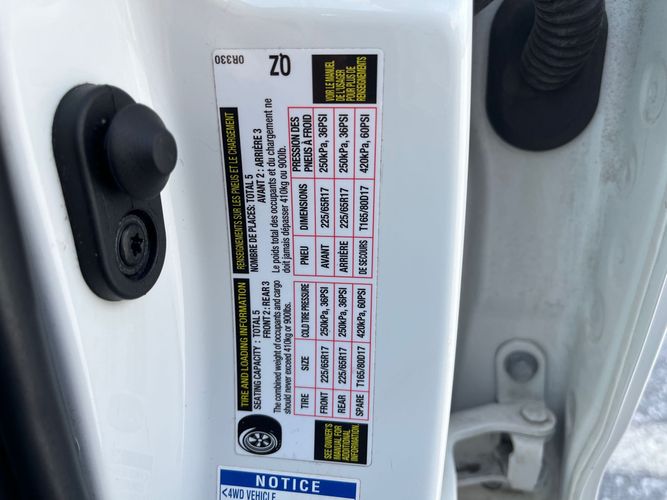 TIRE AND LOADING INFORMATION
SEATING CAPACITY : TOTAL 5
FRONT 2 : REAR 3
The combined weight of occupants and cargo
should never exceed 410kg or 900lbs.
TIRE SIZE COLD TIRE PRESSURE
FRONT 225/65R17 250kPa, 36PSI
REAR 225/65R17 250kPa, 36PSI
SPARE T165/80D17 420kPa, 60PSI
SEE OWNER'S
MANUAL FOR
ADDITIONAL
INFORMATION.
RENSEIGNEMENTS SUR LES PNEUS ET LE CHARGEMENT
NOMBRE DE PLACES: TOTAL 5
AVANT 2 : ARRIÈRE 3
Le poids total des occupants et du chargement ne
doit jamais dépasser 410kg ou 900lb.
PNEU DIMENSIONS PRESSION DES
PNEUS À FROID
AVANT 225/65R17 250kPa, 36PSI
ARRIÈRE 225/65R17 250kPa, 36PSI
DE SECOURS T165/80D17 420kPa, 60PSI
VOIR LE MANUEL
DE L'USAGER
POUR PLUS DE
RENSEIGNEMENTS
0R330
ZQ
NOTICE
<4WD VEHICLE